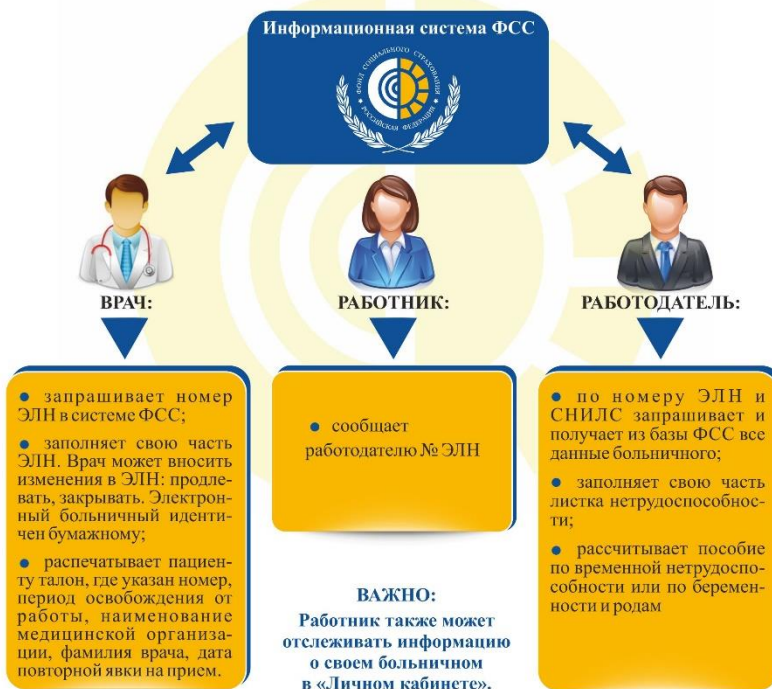 Информационная система ФСС
ФОНД СОЦИАЛЬНОГО СТРАХОВАНИЯ
РОССИЙСКАЯ ФЕДЕРАЦИЯ
ВРАЧ:
• запрашивает номер
ЭЛН в системе ФСС;
• заполняет свою часть
ЭЛН. Врач может вносить
изменения в ЭЛН: продле-
вать, закрывать. Электрон-
ный больничный иденти-
чен бумажному;
• распечатывает пациен-
ту талон, где указан номер,
период освобождения от
работы, наименование
медицинской организа-
ции, фамилия врача, дата
повторной явки на прием.
РАБОТНИК:
• сообщает
работодателю № ЭЛН
ВАЖНО:
Работник также может
отслеживать информацию
о своем больничном
в «Личном кабинете».
РАБОТОДАТЕЛЬ:
• по номеру ЭЛН и
СНИЛС запрашивает и
получает из базы ФСС все
данные больничного;
• заполняет свою часть
листка нетрудоспособнос-
ти;
• рассчитывает пособие
по временной нетрудоспо-
собности или по беремен-
ности и родам